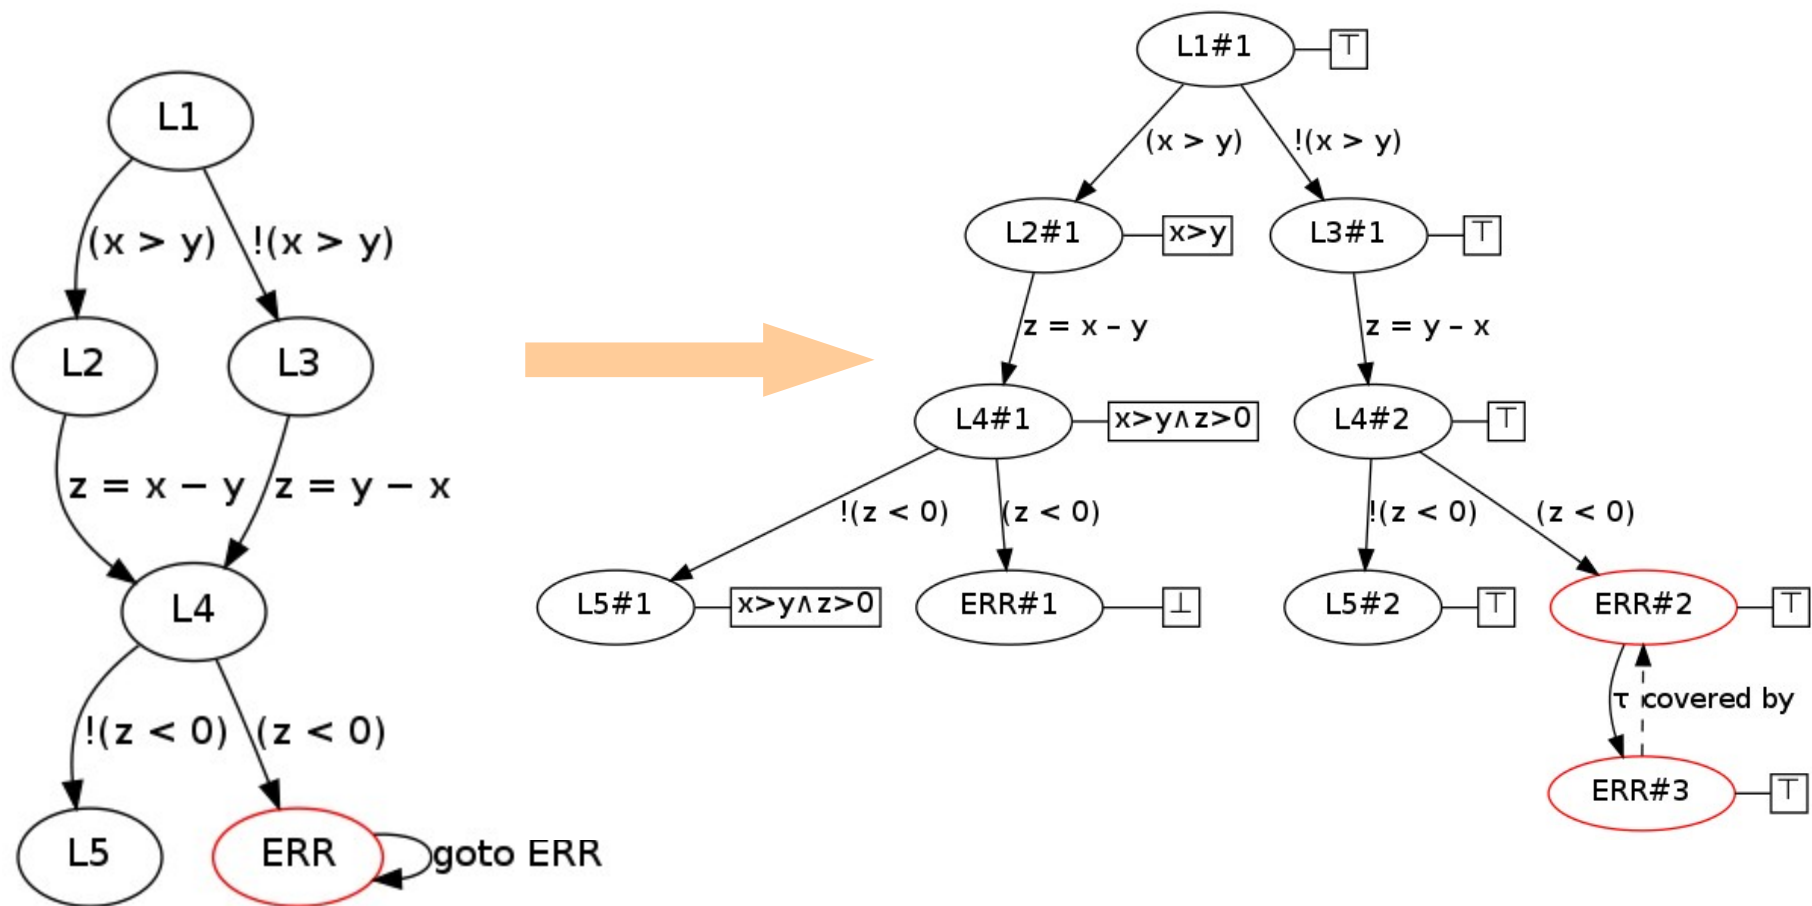 L1#1 ⊤
L1
(x > y) !(x > y)
L2#1 x>y L3#1 ⊤
(x > y) !(x > y)
z = x – y z = y – x
L2 L3
L4#1 x>y∧z>0 L4#2 ⊤
z = x − y z = y − x
!(z < 0) (z < 0) !(z < 0) (z < 0)
L4
L5#1 x>y∧z>0 ERR#1 ⊥ L5#2 ⊤ ERR#2 ⊤
τ covered by
!(z < 0) (z < 0)
ERR#3 ⊤
L5 ERR goto ERR